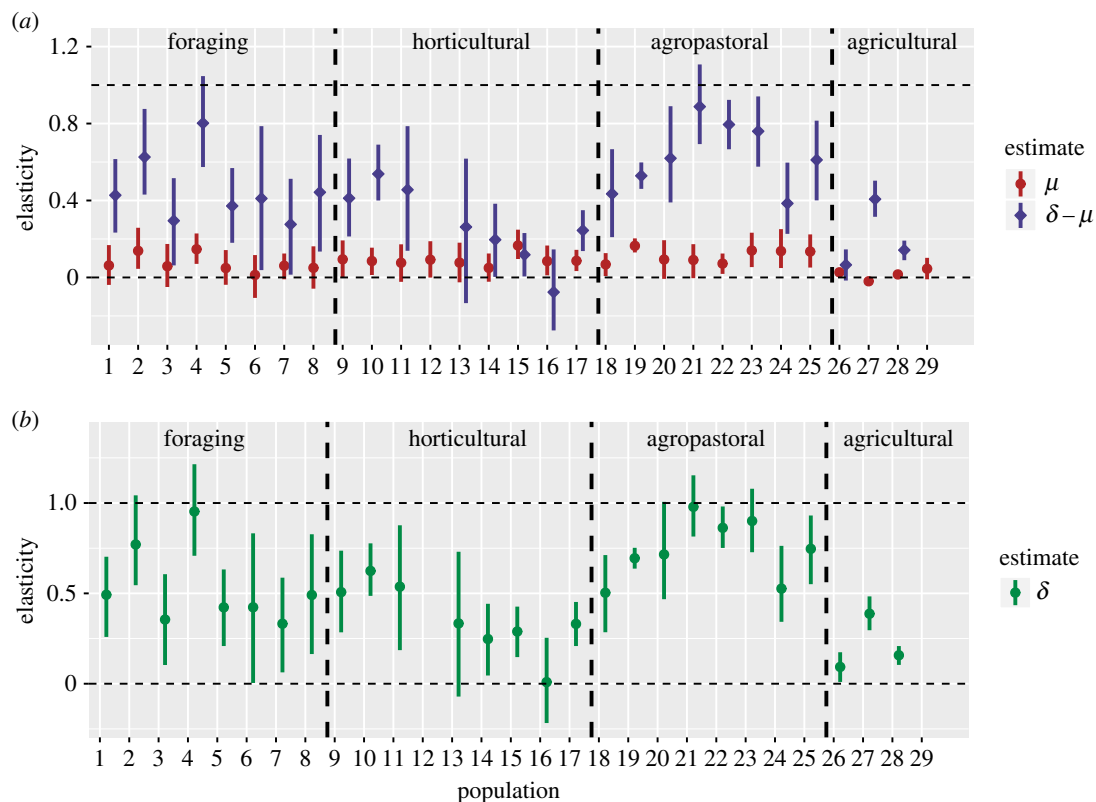 (a)
foraging horticultural agropastoral agricultural
1.2
0.8
0.4
0
elasticity
1 2 3 4 5 6 7 8 9 10 11 12 13 14 15 16 17 18 19 20 21 22 23 24 25 26 27 28 29
estimate
μ
δ – μ
(b)
foraging horticultural agropastoral agricultural
1.0
0.5
0
elasticity
1 2 3 4 5 6 7 8 9 10 11 12 13 14 15 16 17 18 19 20 21 22 23 24 25 26 27 28 29
population
estimate
δ